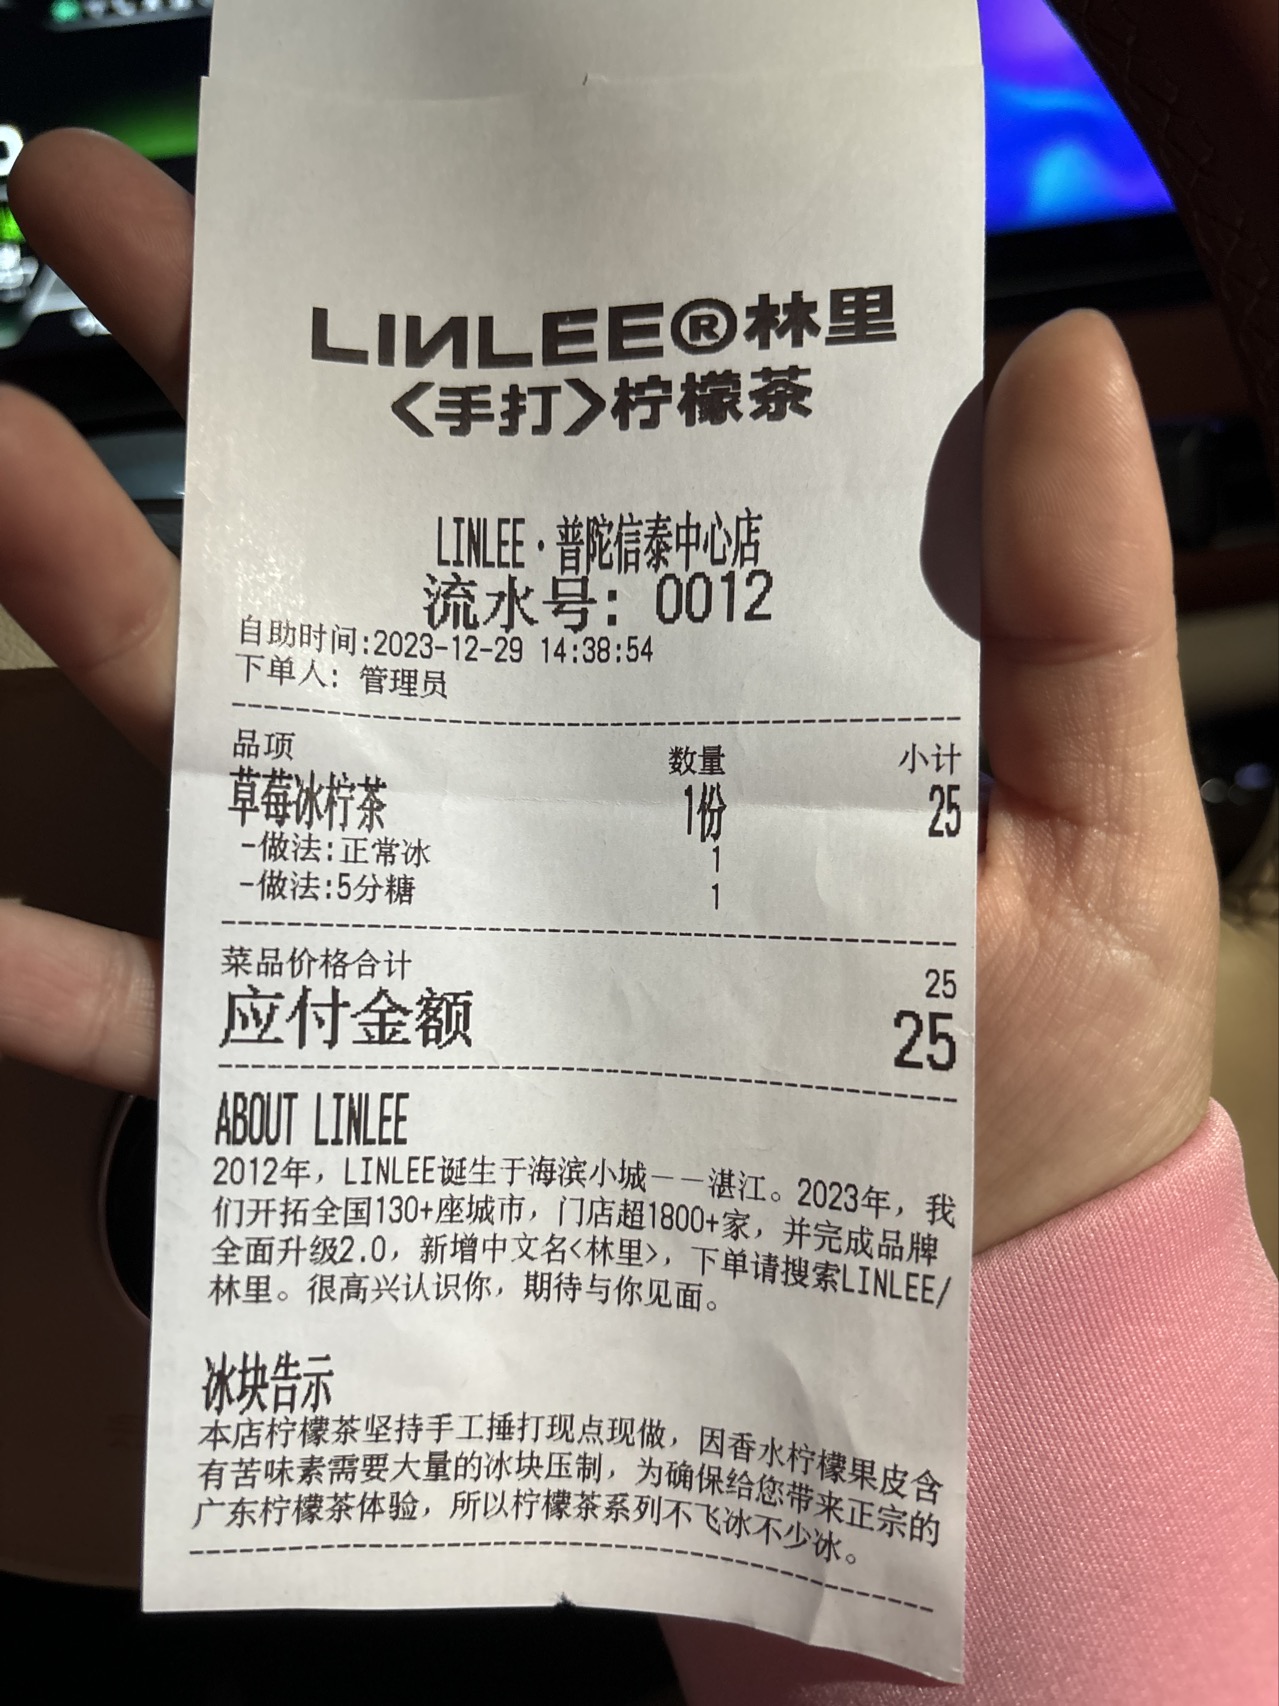 LINLEE®林里
<手打>柠檬茶
LINLEE·普陀信泰中心店
流水号: 0012
自助时间:2023-12-29 14:38:54
下单人: 管理员
品项 数量 小计
草莓冰柠茶 1份 25
-做法:正常冰 1
-做法:5分糖 1
菜品价格合计 25
应付金额 25
ABOUT LINLEE
2012年，LINLEE诞生于海滨小城——湛江。2023年，我
们开拓全国130+座城市，门店超1800+家，并完成品牌
全面升级2.0，新增中文名<林里>，下单请搜索LINLEE/
林里。很高兴认识你，期待与你见面。
冰块告示
本店柠檬茶坚持手工捶打现点现做，因香水柠檬果皮含
有苦味素需要大量的冰块压制，为确保给您带来正宗的
广东柠檬茶体验，所以柠檬茶系列不飞冰不少冰。